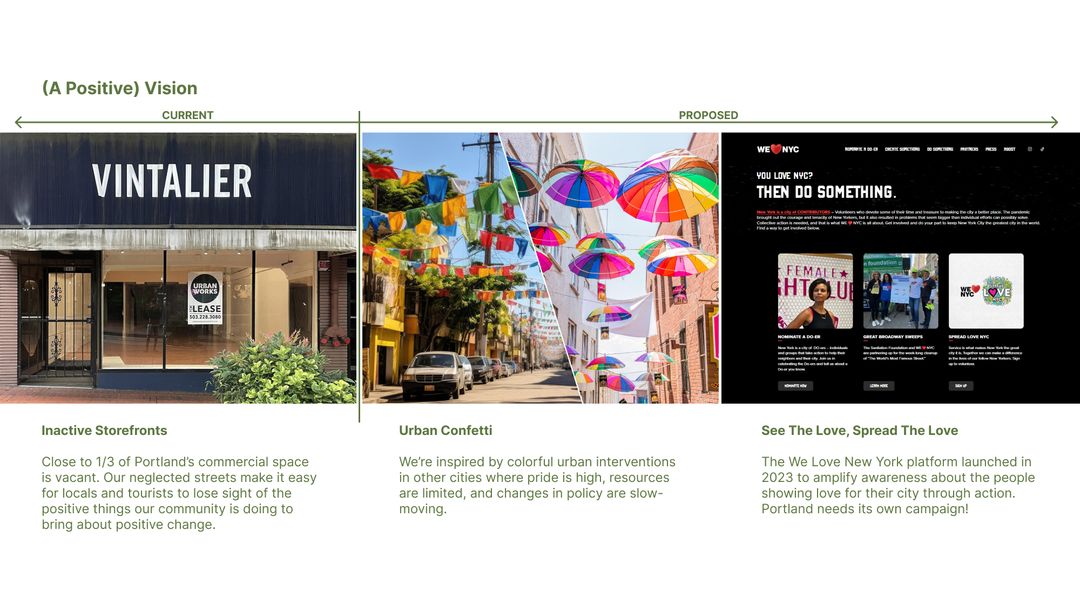 (A Positive) Vision
CURRENT
PROPOSED
VINTALIER
URBAN
WORKS
LEASE
503.228.3080
WE NYC
NOMINATE A DO-ER CREATE SOMETHING DO SOMETHING PARTNERS PRESS ABOUT
YOU LOVE NYC?
THEN DO SOMETHING.
New York is a city of CONTRIBUTORS – Volunteers who devote some of their time and treasure to making the city a better place. The pandemic
brought out the courage and tenacity of New Yorkers, but it also resulted in problems that seem bigger than individual efforts can possibly solve.
Collective action is needed, and that is what WE NYC is all about. Get involved and do your part to keep New York City the greatest city in the world.
Find a way to get involved below.
FEMALE
foundation
WE
NYC
LOVE
NOMINATE A DO-ER
New York is a city of DO-ers – individuals
and groups that take action to help their
neighbors and their city. Join us in
celebrating the Do-ers and tell us about a
Do-er you know.
NOMINATE NOW
GREAT BROADWAY SWEEPS
The Sanitation Foundation and WE NYC
are partnering up for the week long cleanup
of "The World's Most Famous Street."
LEARN MORE
SPREAD LOVE NYC
Service is what makes New York the great
city it is. Together we can make a difference
in the lives of our fellow New Yorkers. Sign
up to volunteer.
SIGN UP
Inactive Storefronts
Close to 1/3 of Portland's commercial space
is vacant. Our neglected streets make it easy
for locals and tourists to lose sight of the
positive things our community is doing to
bring about positive change.
Urban Confetti
We're inspired by colorful urban interventions
in other cities where pride is high, resources
are limited, and changes in policy are slow-
moving.
See The Love, Spread The Love
The We Love New York platform launched in
2023 to amplify awareness about the people
showing love for their city through action.
Portland needs its own campaign!